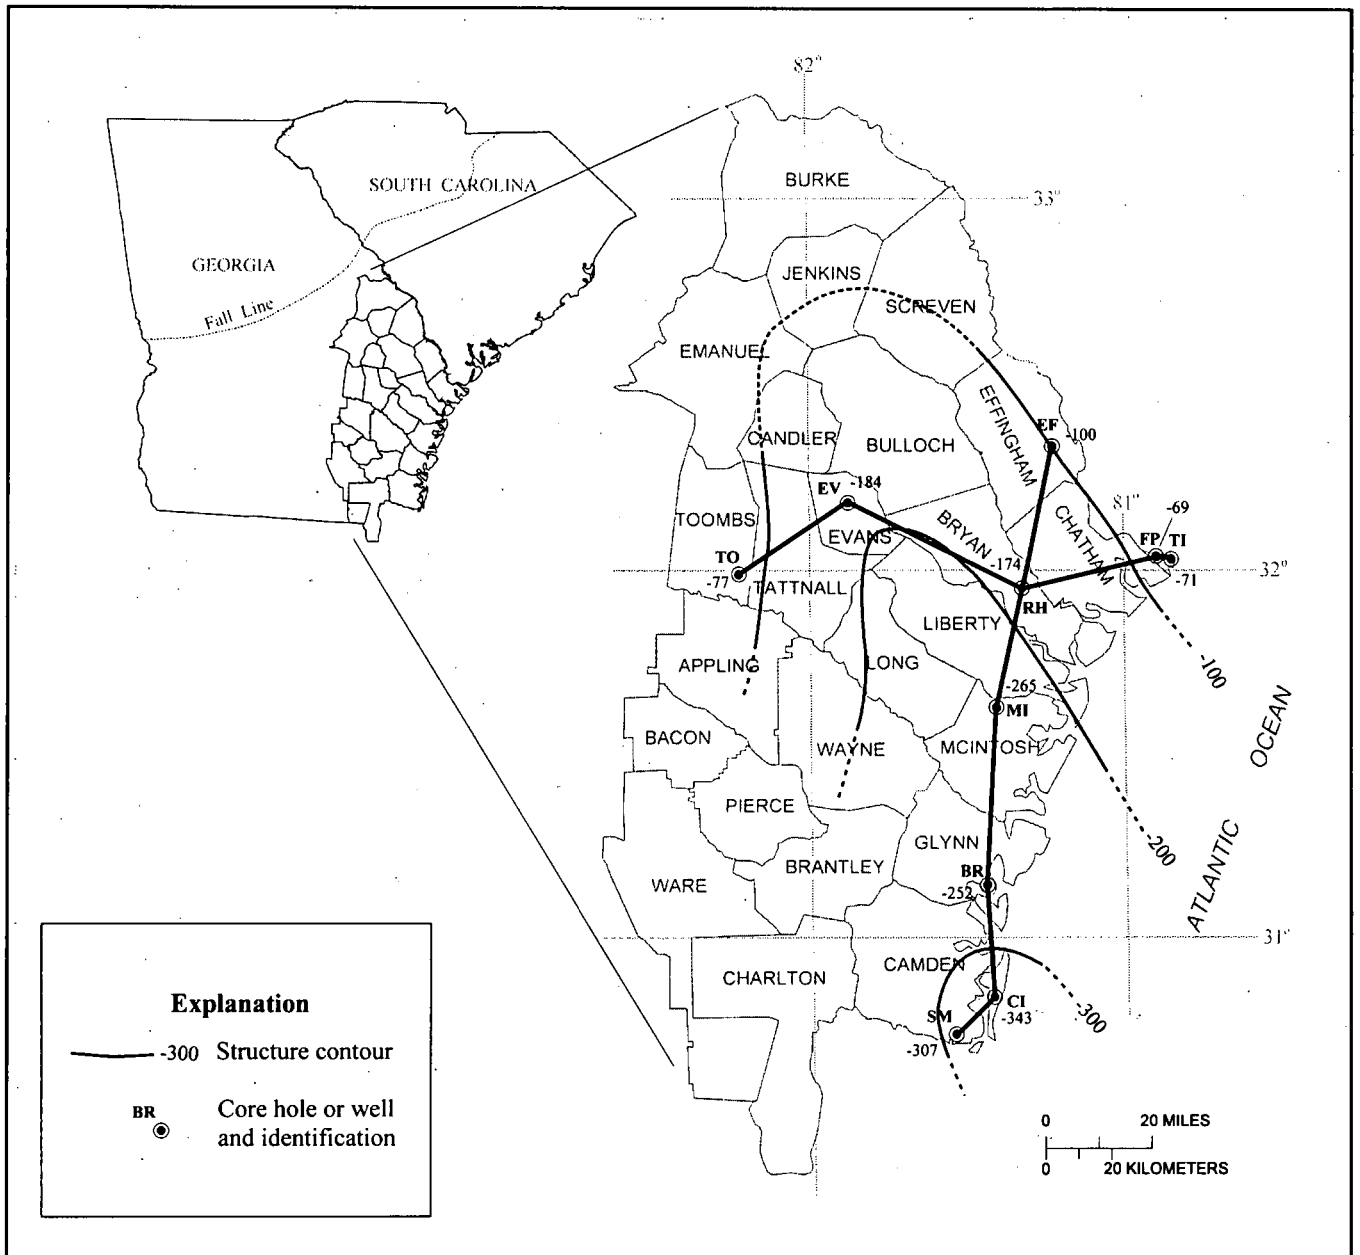 82°
BURKE
33°
SOUTH CAROLINA
GEORGIA
Fall Line
JENKINS
SCREVEN
EMANUEL
EFFINGHAM
CANDLER
BULLOCH
EF
-100
EV
-184
81°
-69
TOOMBS
EVANS
BRYAN
CHATHAM
FP
TI
TO
-77
TATTNALL
-174
-71
32°
RH
LIBERTY
APPLING
LONG
-100
-265
MI
BACON
WAYNE
MCINTOSH
OCEAN
PIERCE
GLYNN
-200
BRANTLEY
BR
-252
WARE
ATLANTIC
31°
CHARLTON
CAMDEN
CI
-343
-300
SM
-307
Explanation
-300 Structure contour
BR Core hole or well
and identification
0 20 MILES
0 20 KILOMETERS